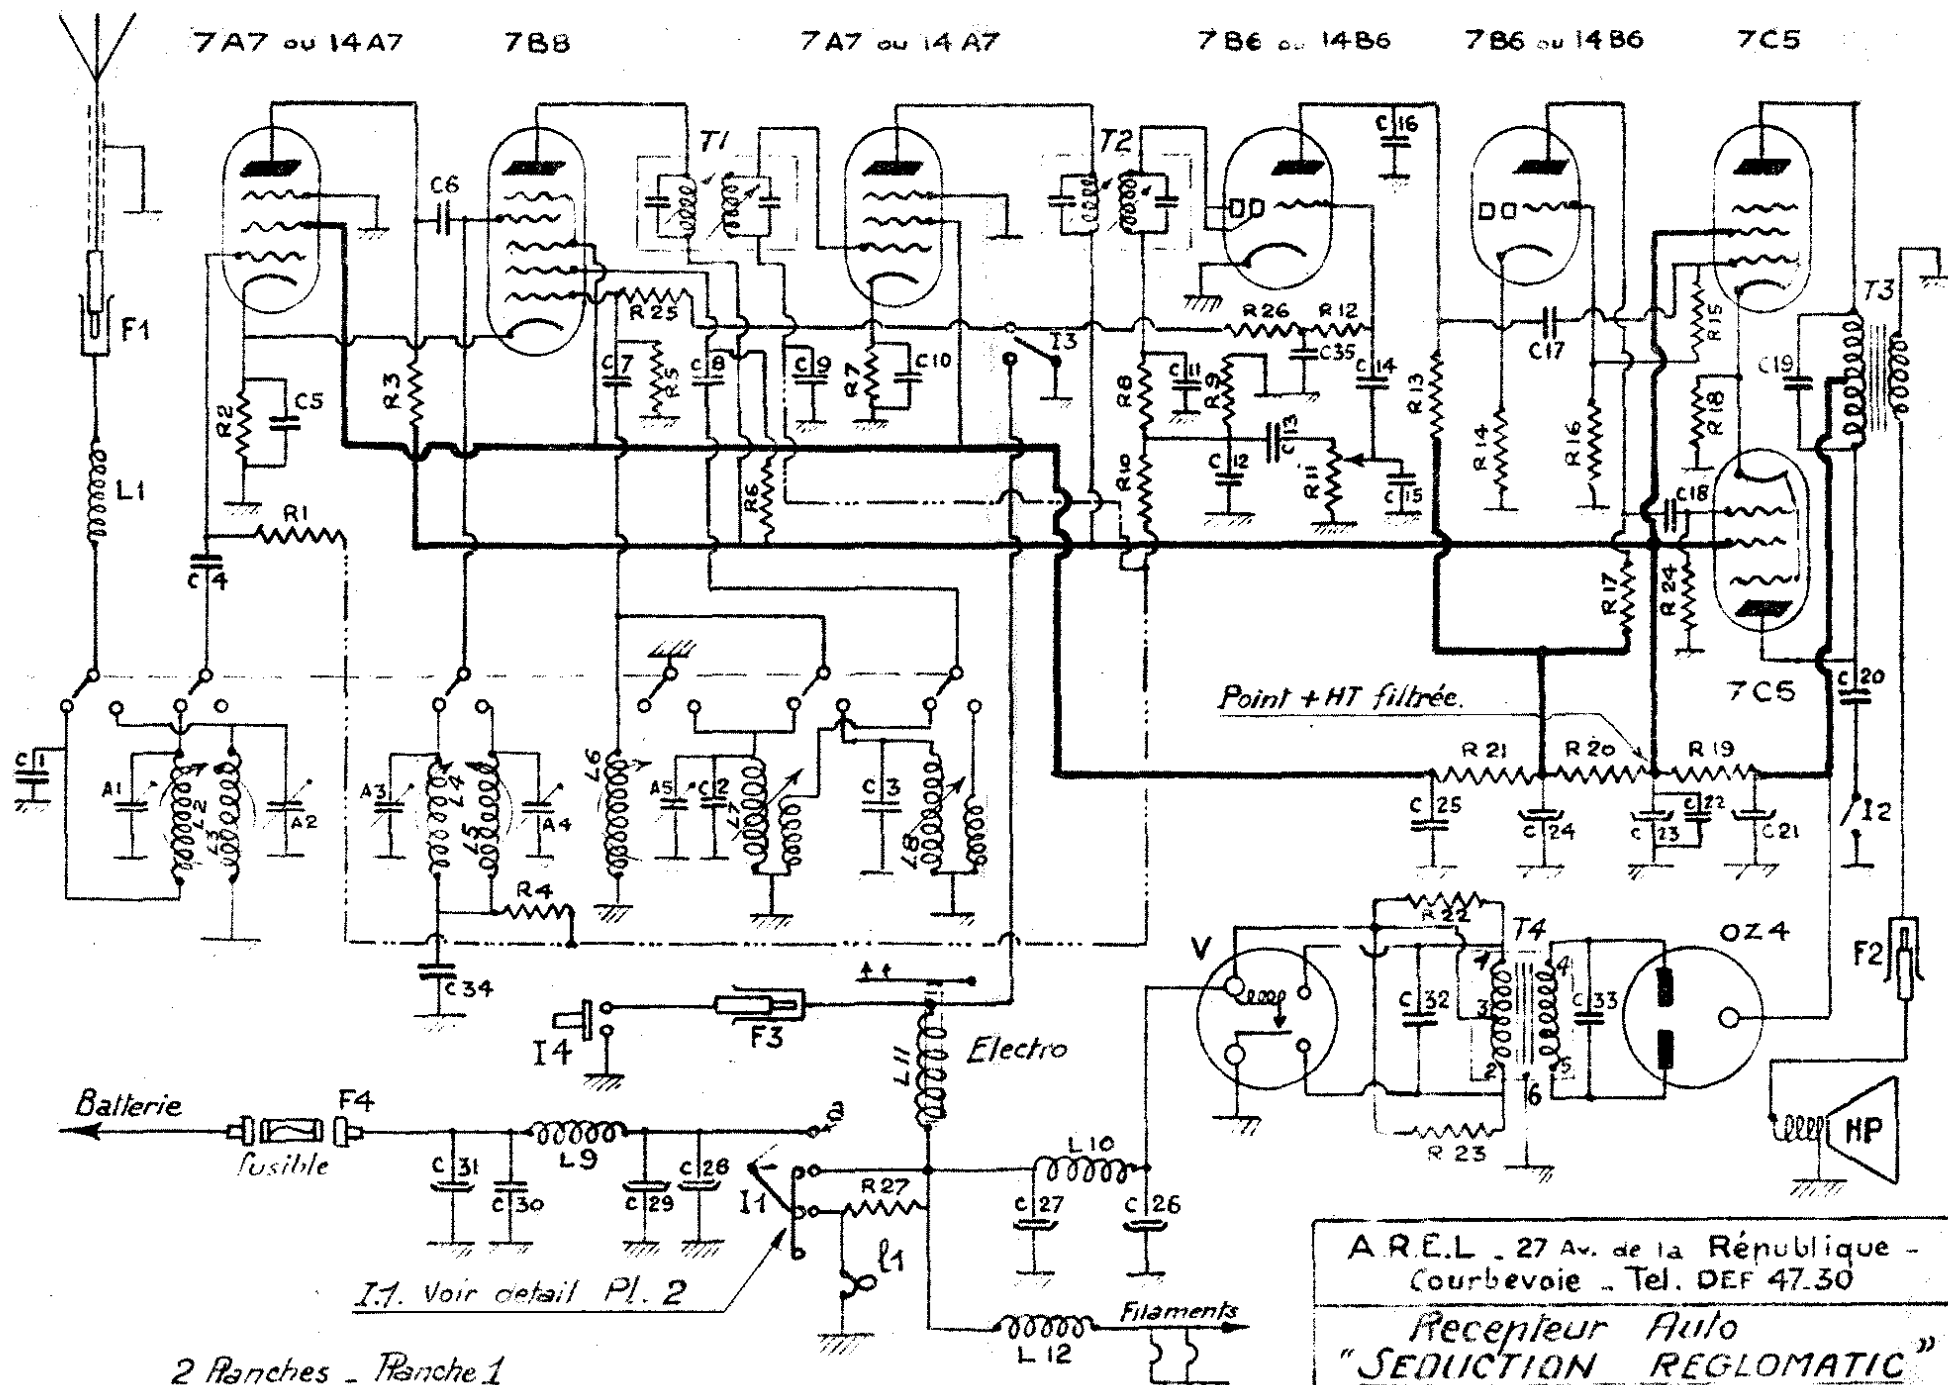 7A7 ou 14A7
7B8
7A7 ou 14A7
7B6 ou 14B6
7B6 ou 14B6
7C5
C16
T1
T2
C6
T3
F1
R25
R26
R12
I3
C17
R15
C35
C7
R5
C8
C9
R7
C10
R8
C11
R9
C14
R13
C19
R3
R2
C5
R18
C13
R14
R16
L1
R6
R10
C12
R11
C15
C18
R1
C4
R17
R24
7C5
C20
Point + HT filtrée.
R21
R20
R19
C1
A1
L2
L3
A2
A3
L4
L5
A4
L6
A5
C2
L7
C3
L8
C25
C24
C23
C22
C21
I2
R4
R22
T4
V
OZ4
F2
C34
4
4
C32
3
C33
I4
F3
L11
Electro
2
5
6
Batterie
F4
a
HP
fusible
L9
L10
R23
C31
C30
C29
C28
I1
R27
C27
C26
l1
I.1. Voir detail Pl. 2
Filaments
L12
A.R.E.L - 27 Av. de la République -
Courbevoie - Tel. DEF 47-30
Recepteur Auto
"SEDUCTION REGLOMATIC"
2 Planches - Planche 1